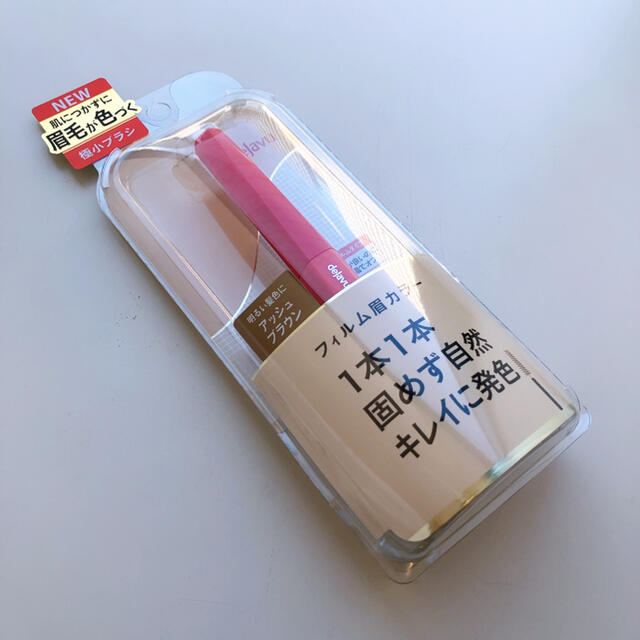 NEW
肌につかずに
眉毛が色づく
極小ブラシ
dejavu
明るい髪色に
アッシュ
ブラウン
フィルム眉カラー
1本1本
固めず自然
キレイに発色